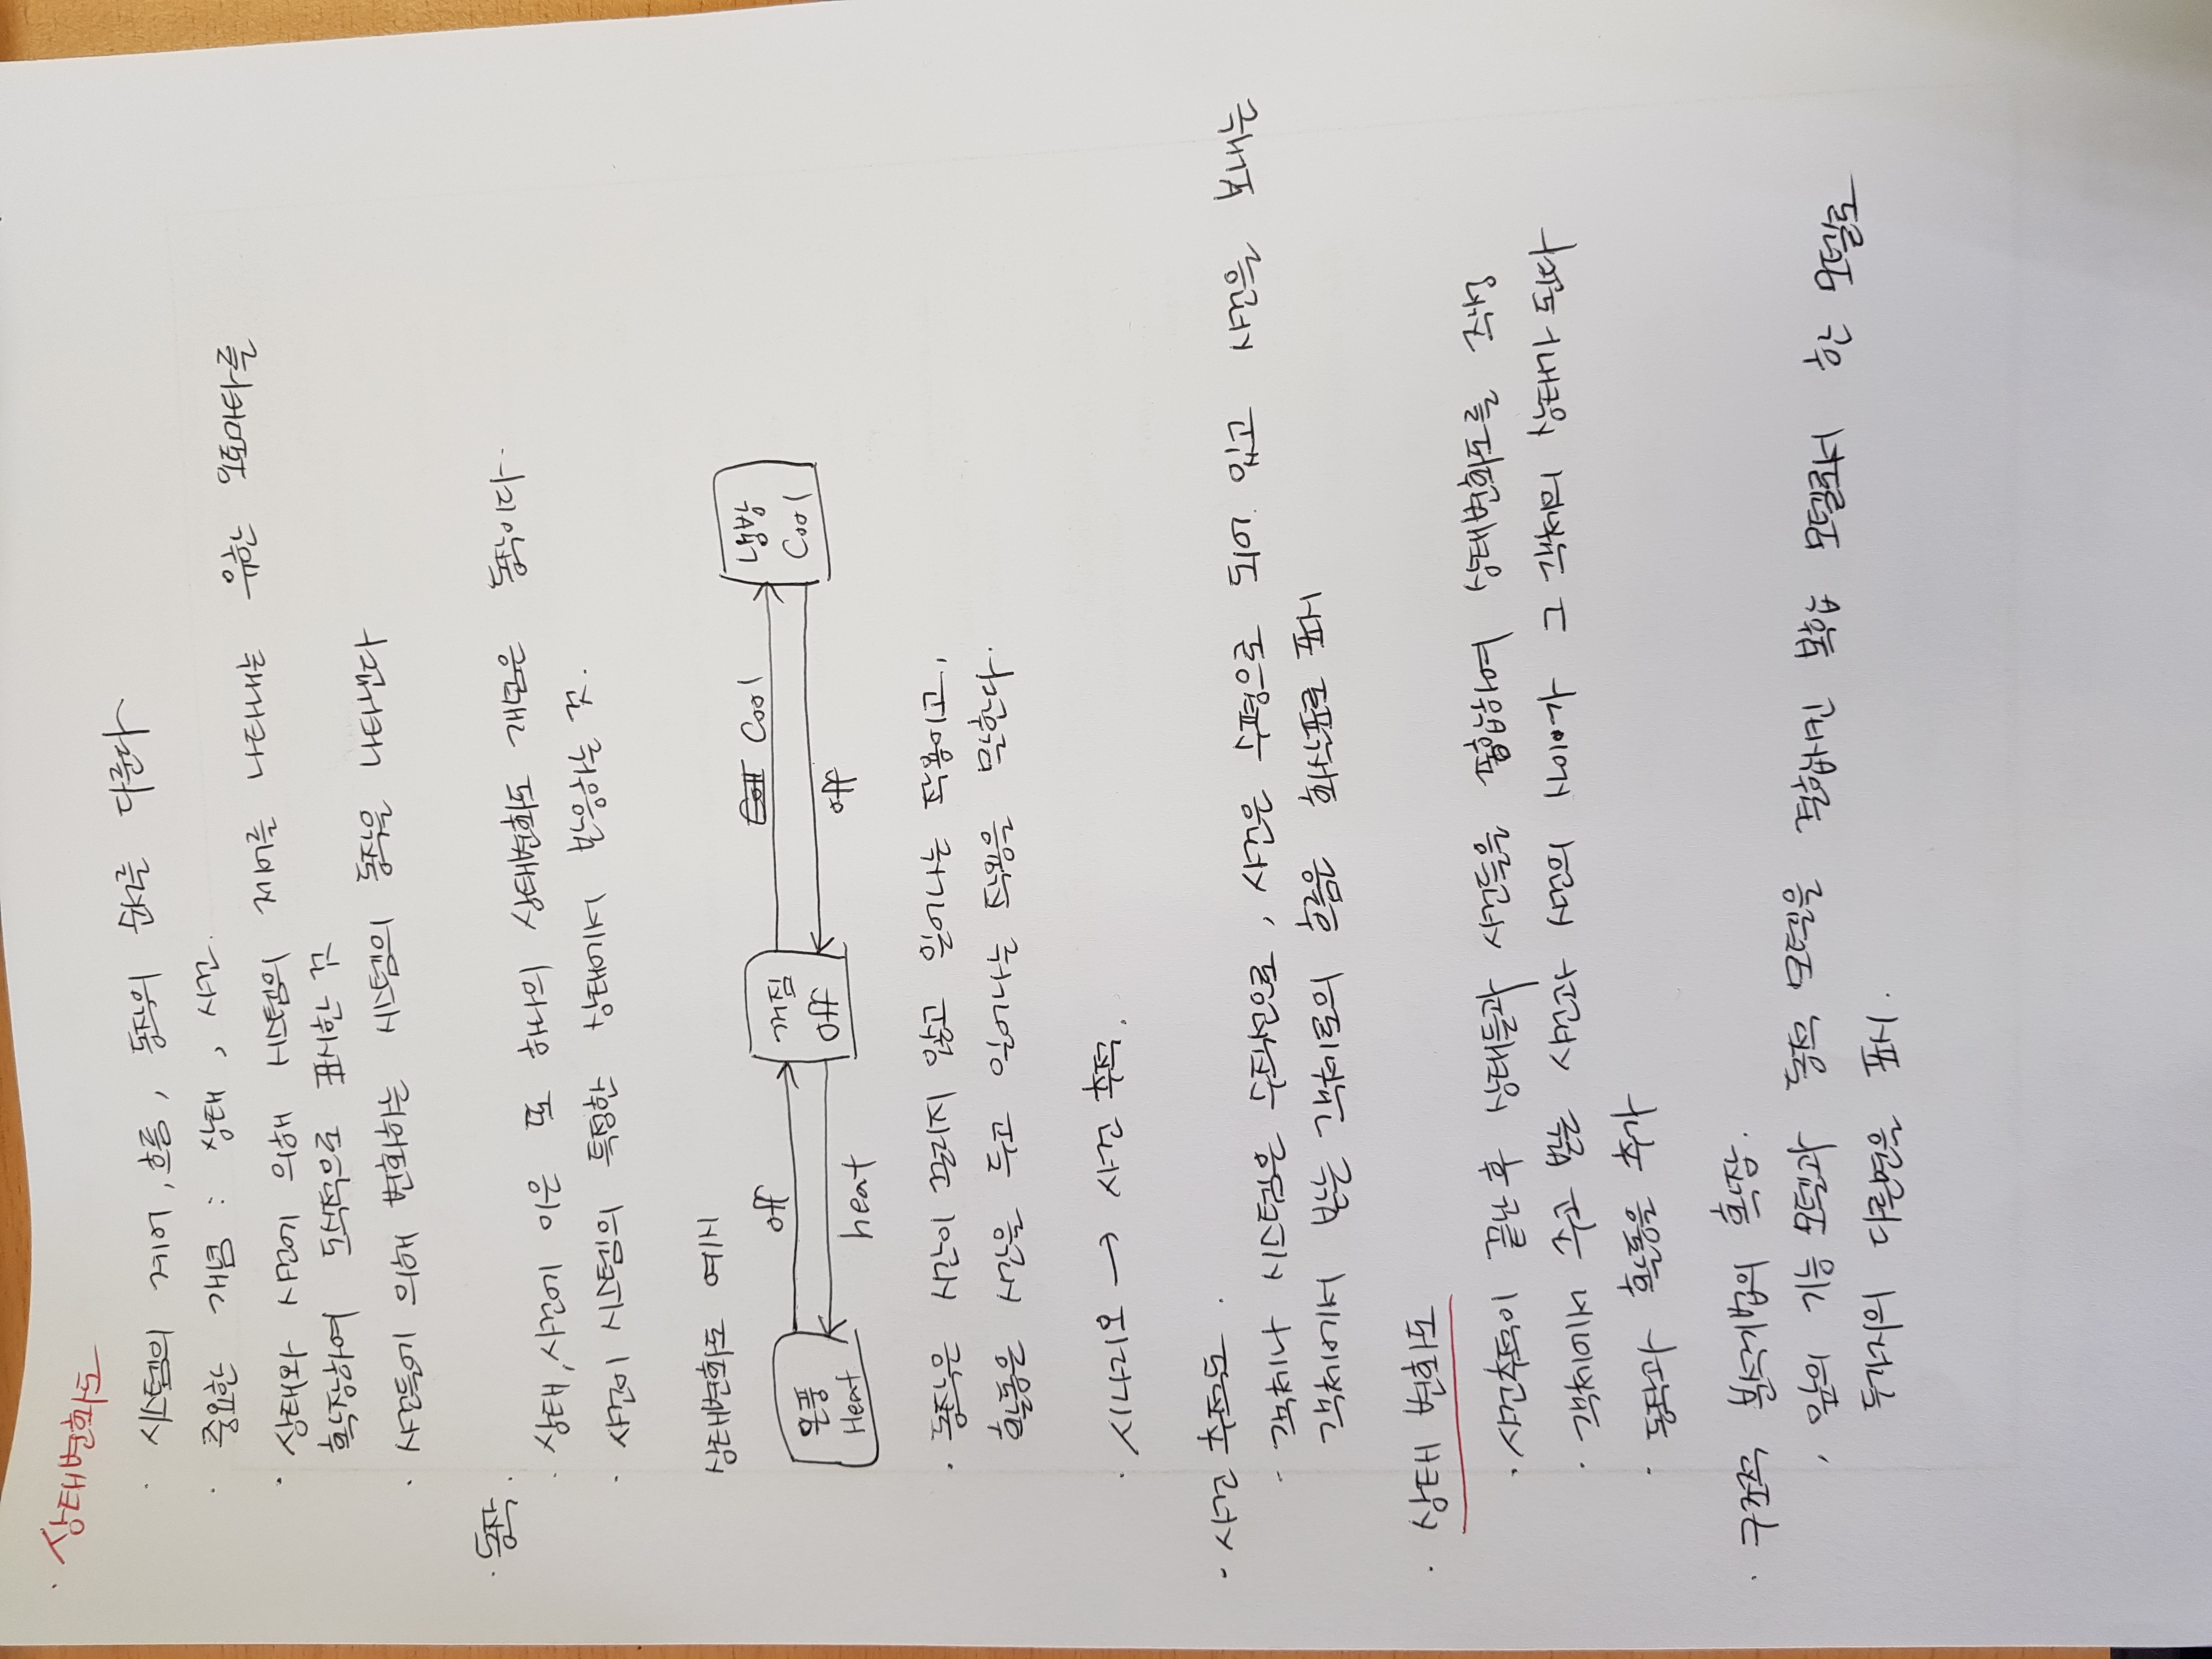 · 상태변화도
· 시스템의 제어, 흐름, 동작의 순서를 다룬다
· 중요한 개념 : 상태, 사건.
· 상태와 사건에 의해 시스템의 제어를 나타내는 유한 오토마타를
확장하여 도식적으로 표시한 것
· 사건들에 의해 변화하는 시스템의 동작을 나타낸다
· 동작.
· 상태, 사건에 이은 또 하나의 상태변화도 개념은 동작이다.
· 사건이 시스템의 특정한 상태에서 반응하는 것.
상태변화도 예시
off
Cool
온풍
Heat
꺼짐
Off
냉방
Cool
heat
off
· 동작은 시간이 끌리지 않고 일어나는 작용이고,
활동은 시간을 두고 일어나는 작용을 말한다.
· 시나리오 → 사건 추적.
· 사건 추적도.
- 객체나 시스템은 수직선으로, 사건은 수평으로 되어 있고 사건을 보내는
객체에서 받는 객체로의 흐름은 화살표로 표시
· 상태 변화도
· 사건추적이 끝난 후 상태들과 사건들을 통합하여 상태변화도를 작성
· 객체에서 주고 받는 사건과 사건의 사이가 그 객체의 상태가 된다
· 동작과 활동을 추가
· 구조적 분석기법의 확장.
· 앞의 기능 모델과 동적 모델을 결합시킨 복합 모델로서 한 모델로
두가지의 다른면을 표시.